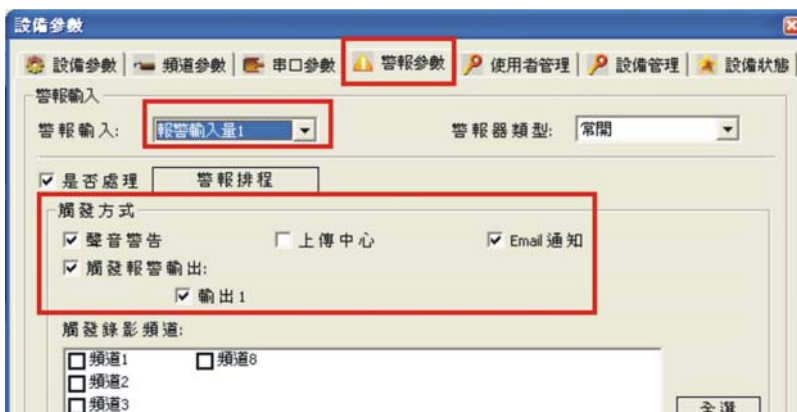 設備參數
設備參數 頻道參數 串口參數 警報參數 使用者管理 設備管理 設備狀態
警報輸入
警報輸入: 報警輸入量1 警報器類型: 常開
是否處理 警報排程
觸發方式
聲音警告 上傳中心 Email 通知
觸發報警輸出:
輸出 1
觸發錄影頻道:
頻道1 頻道8
頻道2
頻道3 全選